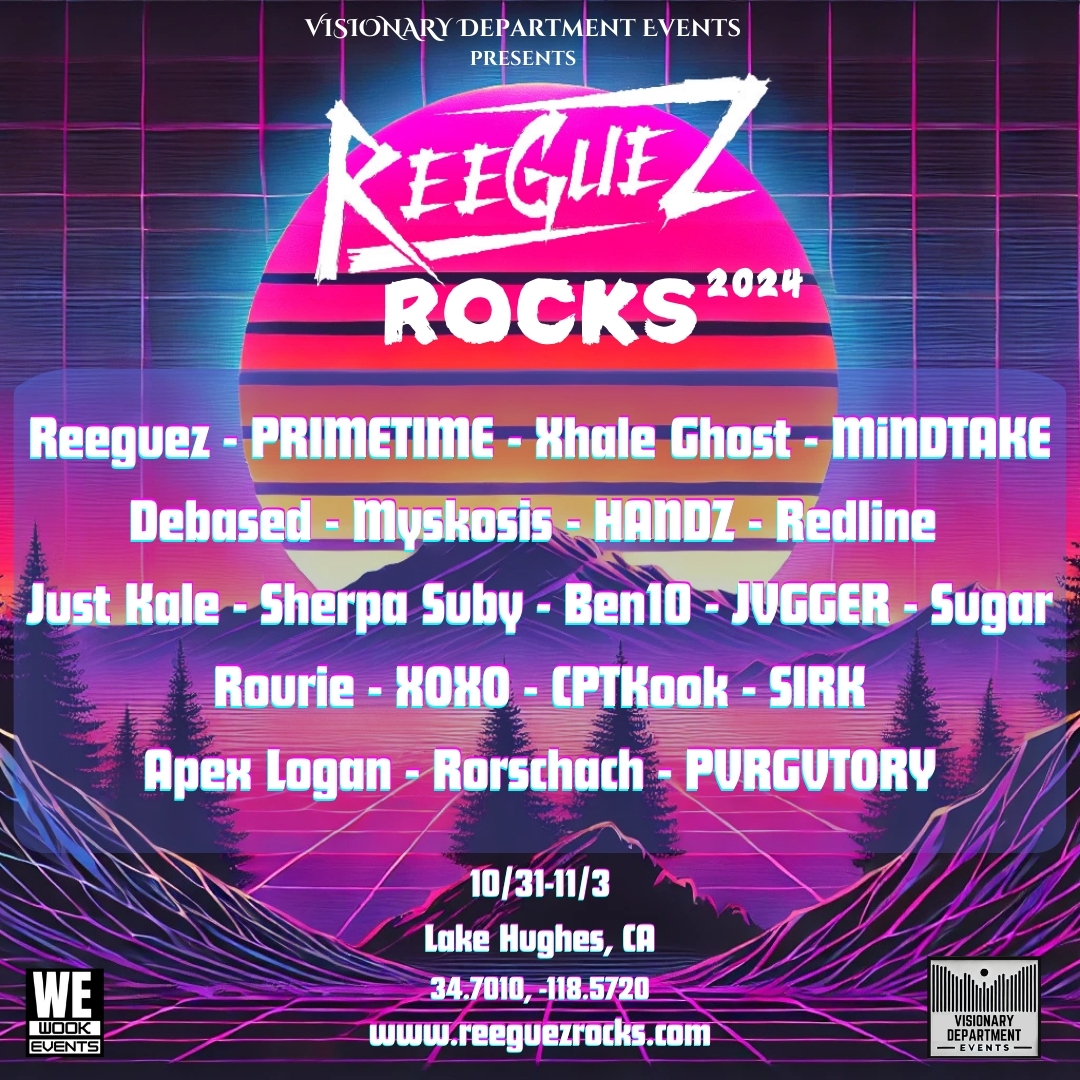 VISIONARY DEPARTMENT EVENTS
PRESENTS
REEGUEZ
ROCKS 2024
Reeguez - PRIMETIME - Xhale Ghost - MiNDTAKE
Debased - Myskosis - HANDZ - Redline
Just Kale - Sherpa Suby - Ben10 - JVGGER - Sugar
Rourie - XOXO - CPTKook - SIRK
Apex Logan - Rorschach - PVRGVTORY
10/31-11/3
Lake Hughes, CA
34.7010, -118.5720
www.reeguezrocks.com
WE
WOOK
EVENTS
VISIONARY
DEPARTMENT
EVENTS